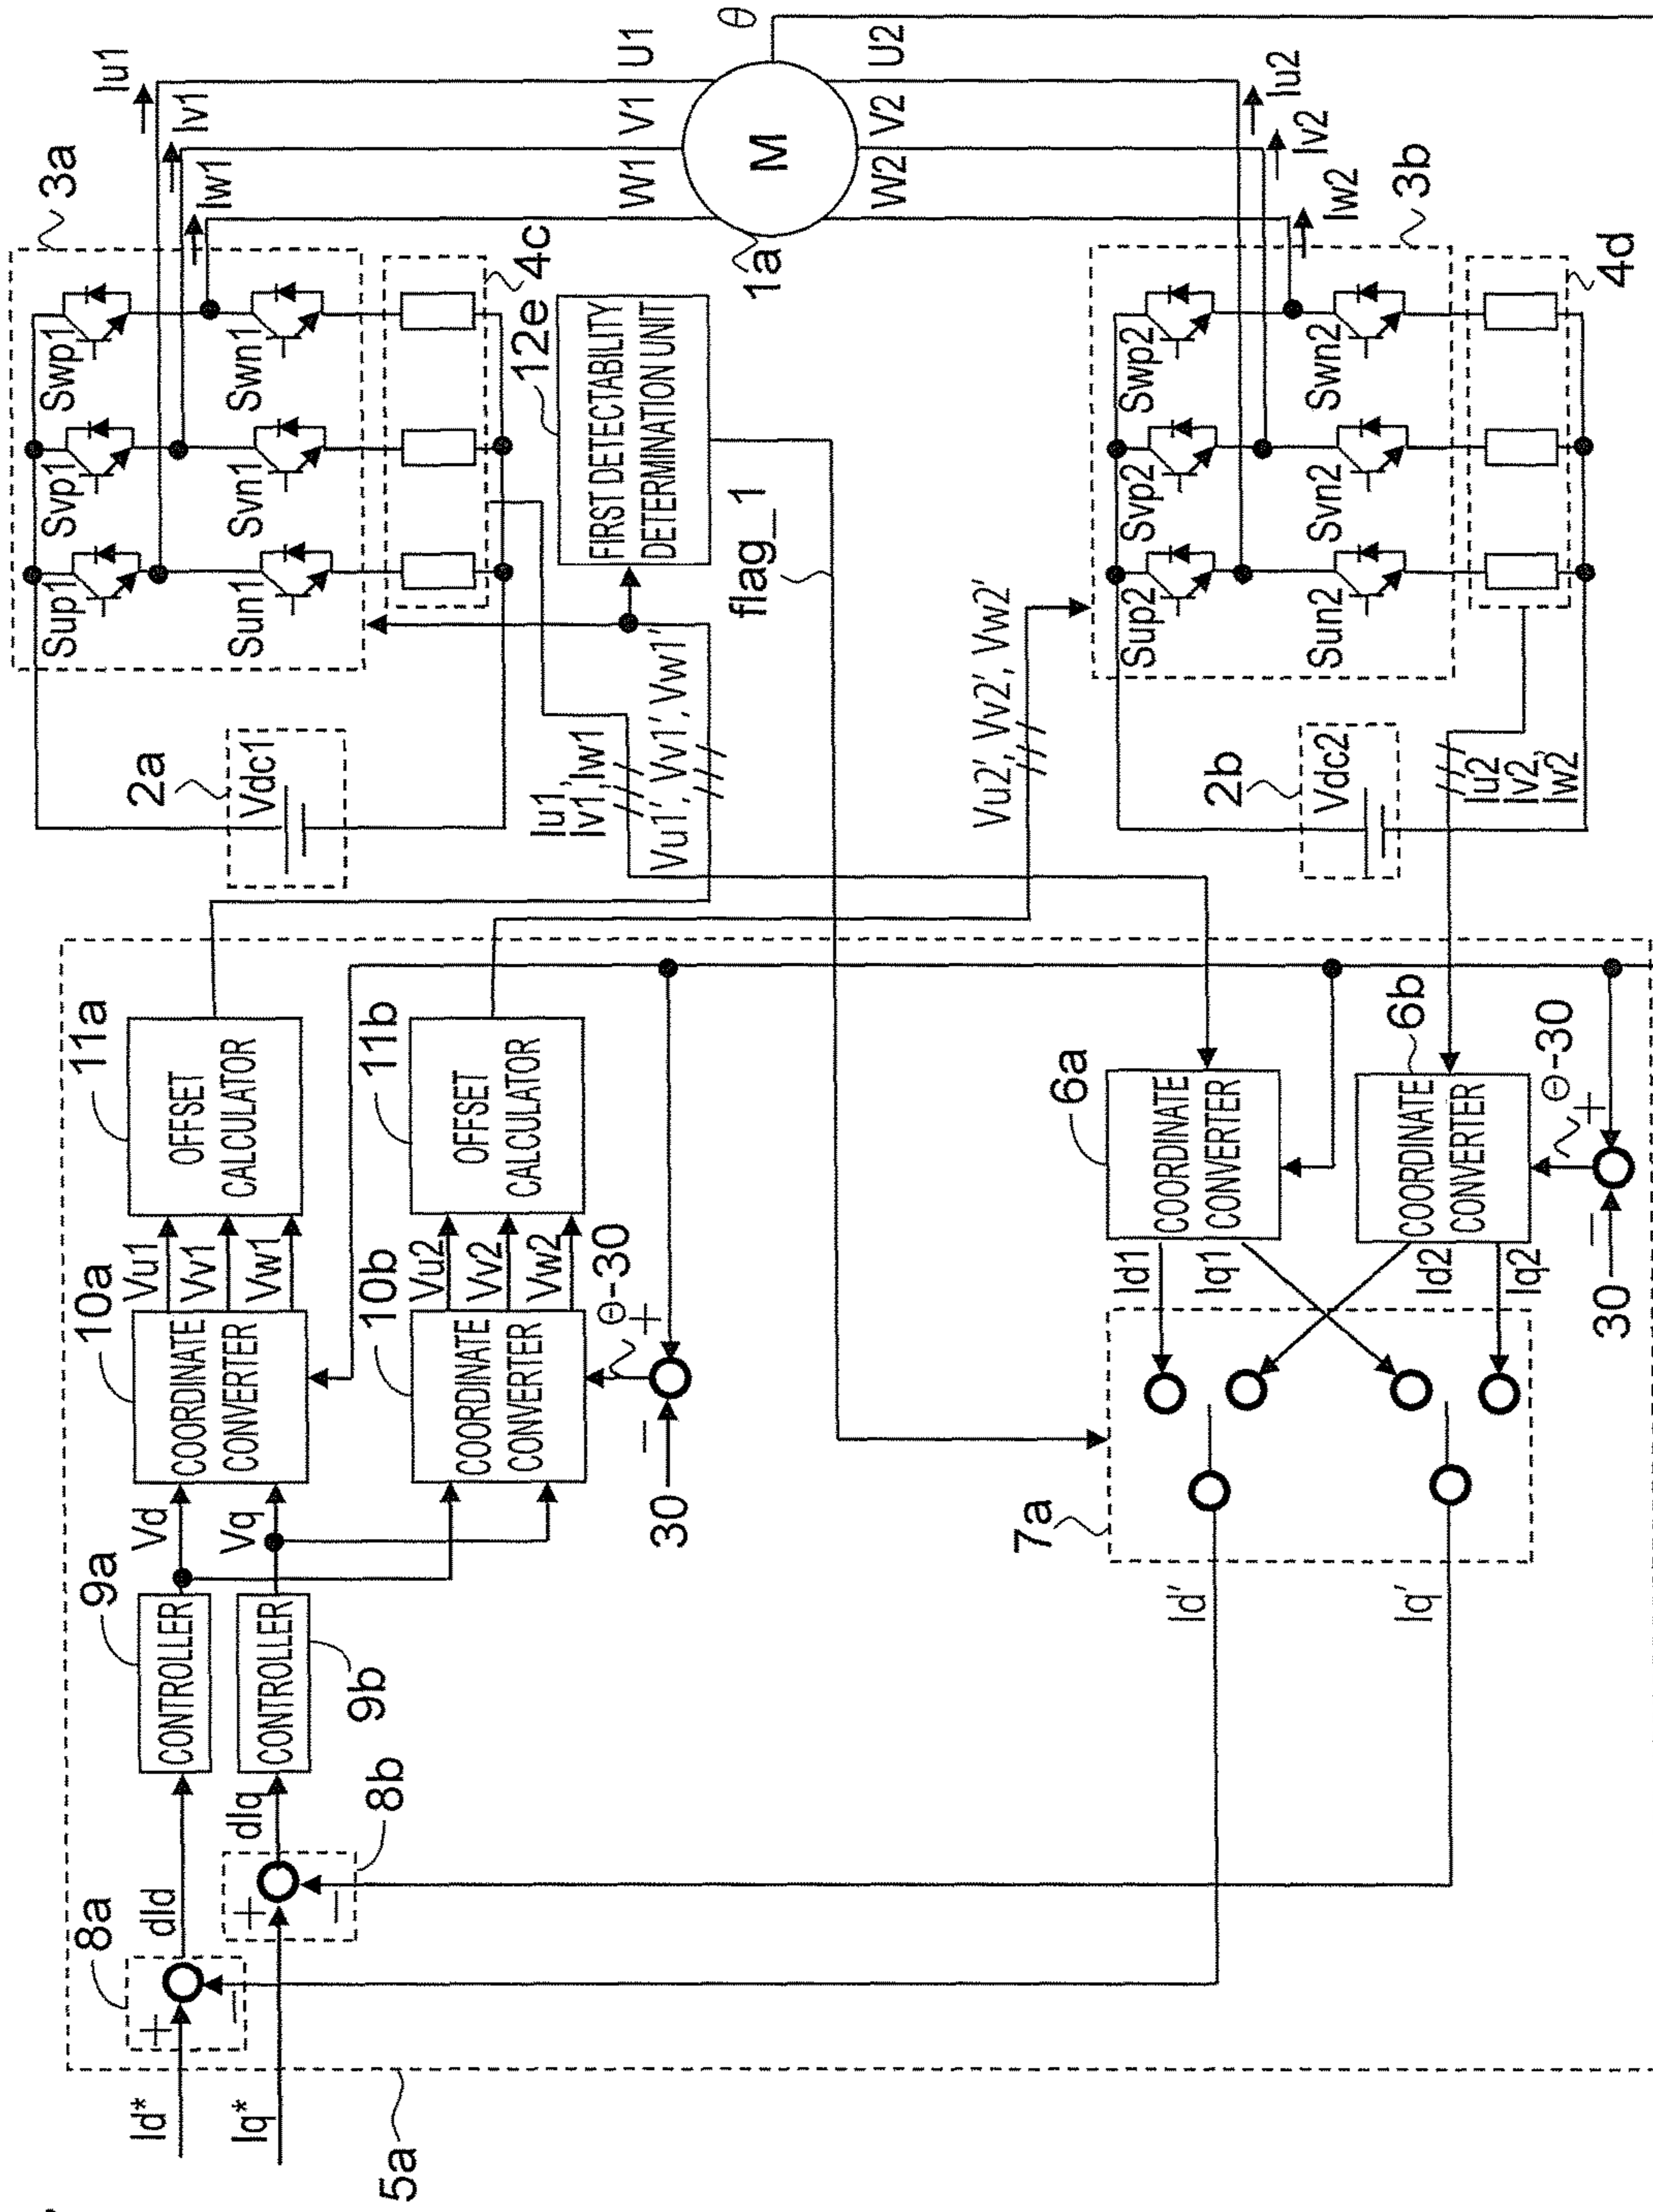 Id*
Iq*
5a
8a
+
−
dId
8b
+
−
dIq
9a
CONTROLLER
9b
CONTROLLER
Vd
Vq
10a
COORDINATE
CONVERTER
10b
COORDINATE
CONVERTER
30
−
+
Θ-30
Vu1
Vv1
Vw1
Vu2
Vv2
Vw2
11a
OFFSET
CALCULATOR
11b
OFFSET
CALCULATOR
2a
Vdc1
Iu1,
Iv1,Iw1
Vu1′,Vv1′,Vw1′
3a
Sup1
Svp1
Swp1
Sun1
Svn1
Swn1
4c
12e
FIRST DETECTABILITY
DETERMINATION UNIT
flag_1
Iu1
Iv1
Iw1
W1
V1
U1
M
1a
θ
W2
V2
U2
Iu2
Iv2
Iw2
3b
Sup2
Svp2
Swp2
Sun2
Svn2
Swn2
4d
Vu2′,Vv2′,Vw2′
2b
Vdc2
Iu2,
Iv2,
Iw2
6a
COORDINATE
CONVERTER
6b
COORDINATE
CONVERTER
Θ-30
+
−
30
Id1
Iq1
Id2
Iq2
7a
Id′
Iq′